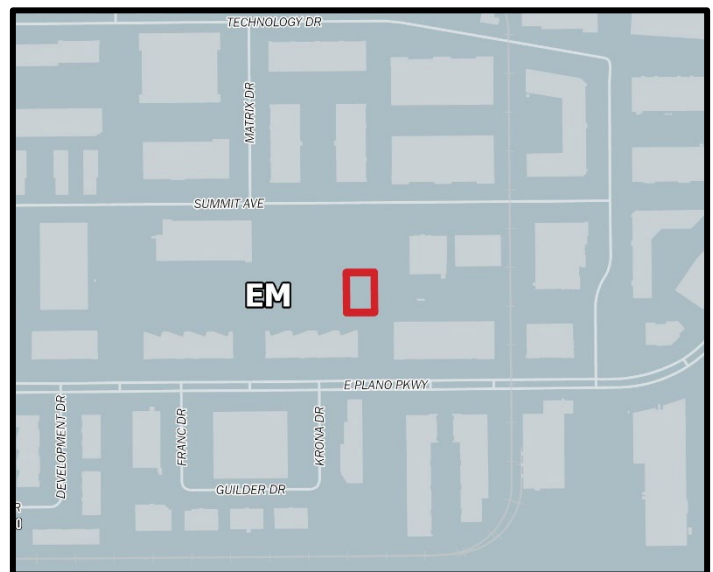 TECHNOLOGY DR
MATRIX DR
SUMMIT AVE
EM
E PLANO PKWY
DEVELOPMENT DR
FRANC DR
KRONA DR
GUILDER DR
R